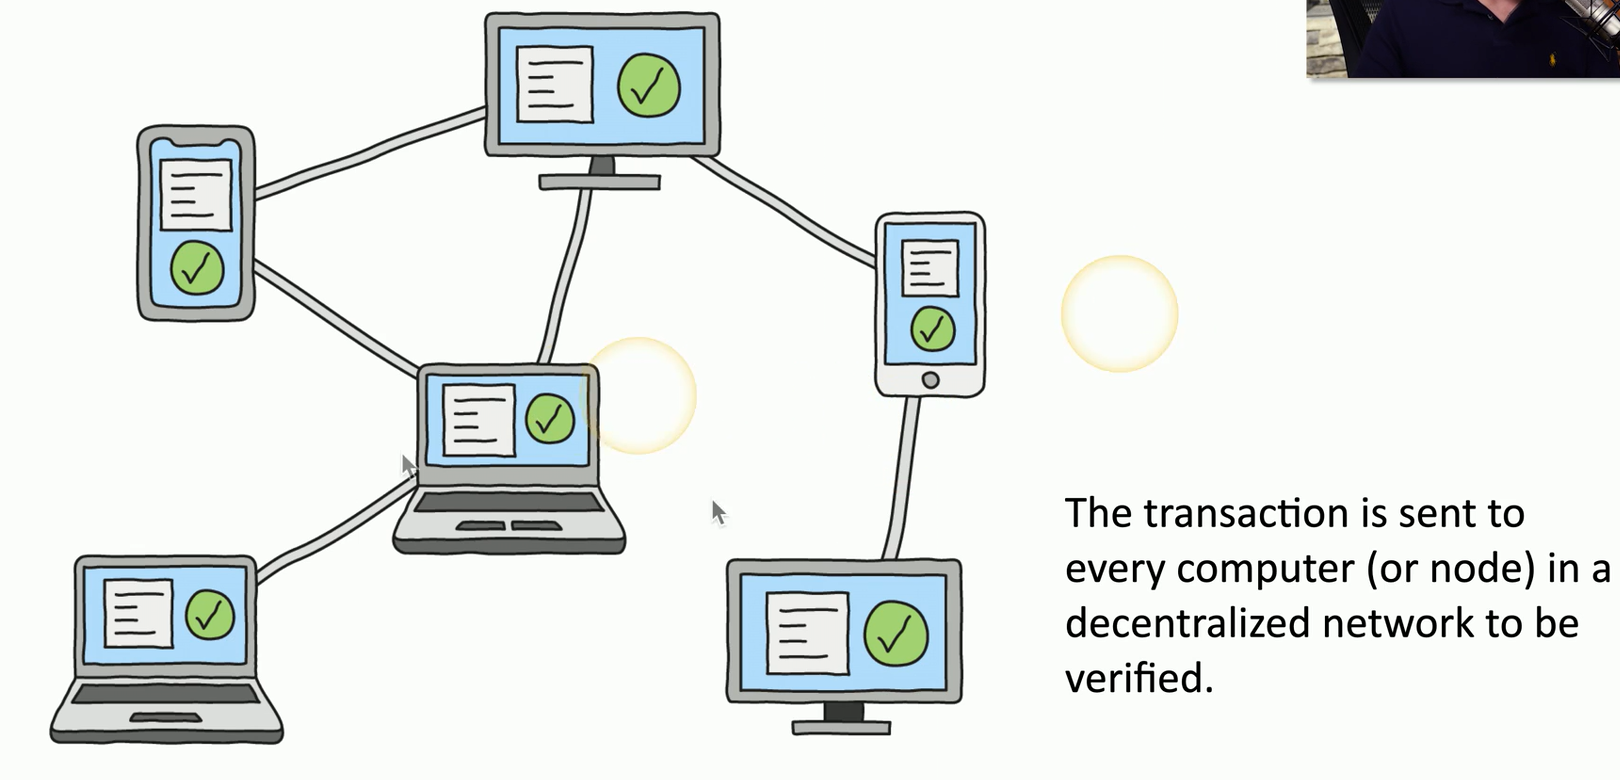 The transaction is sent to
every computer (or node) in a
decentralized network to be
verified.